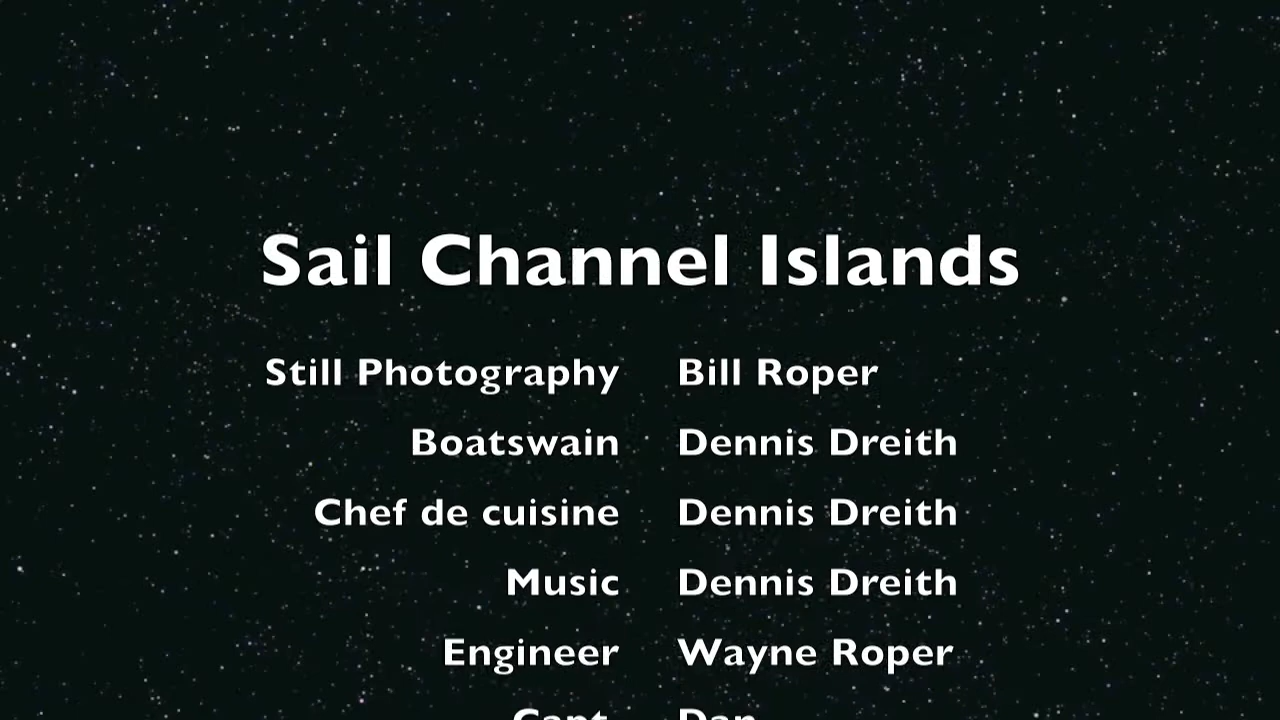 Sail Channel Islands
Still Photography Bill Roper
Boatswain Dennis Dreith
Chef de cuisine Dennis Dreith
Music Dennis Dreith
Engineer Wayne Roper